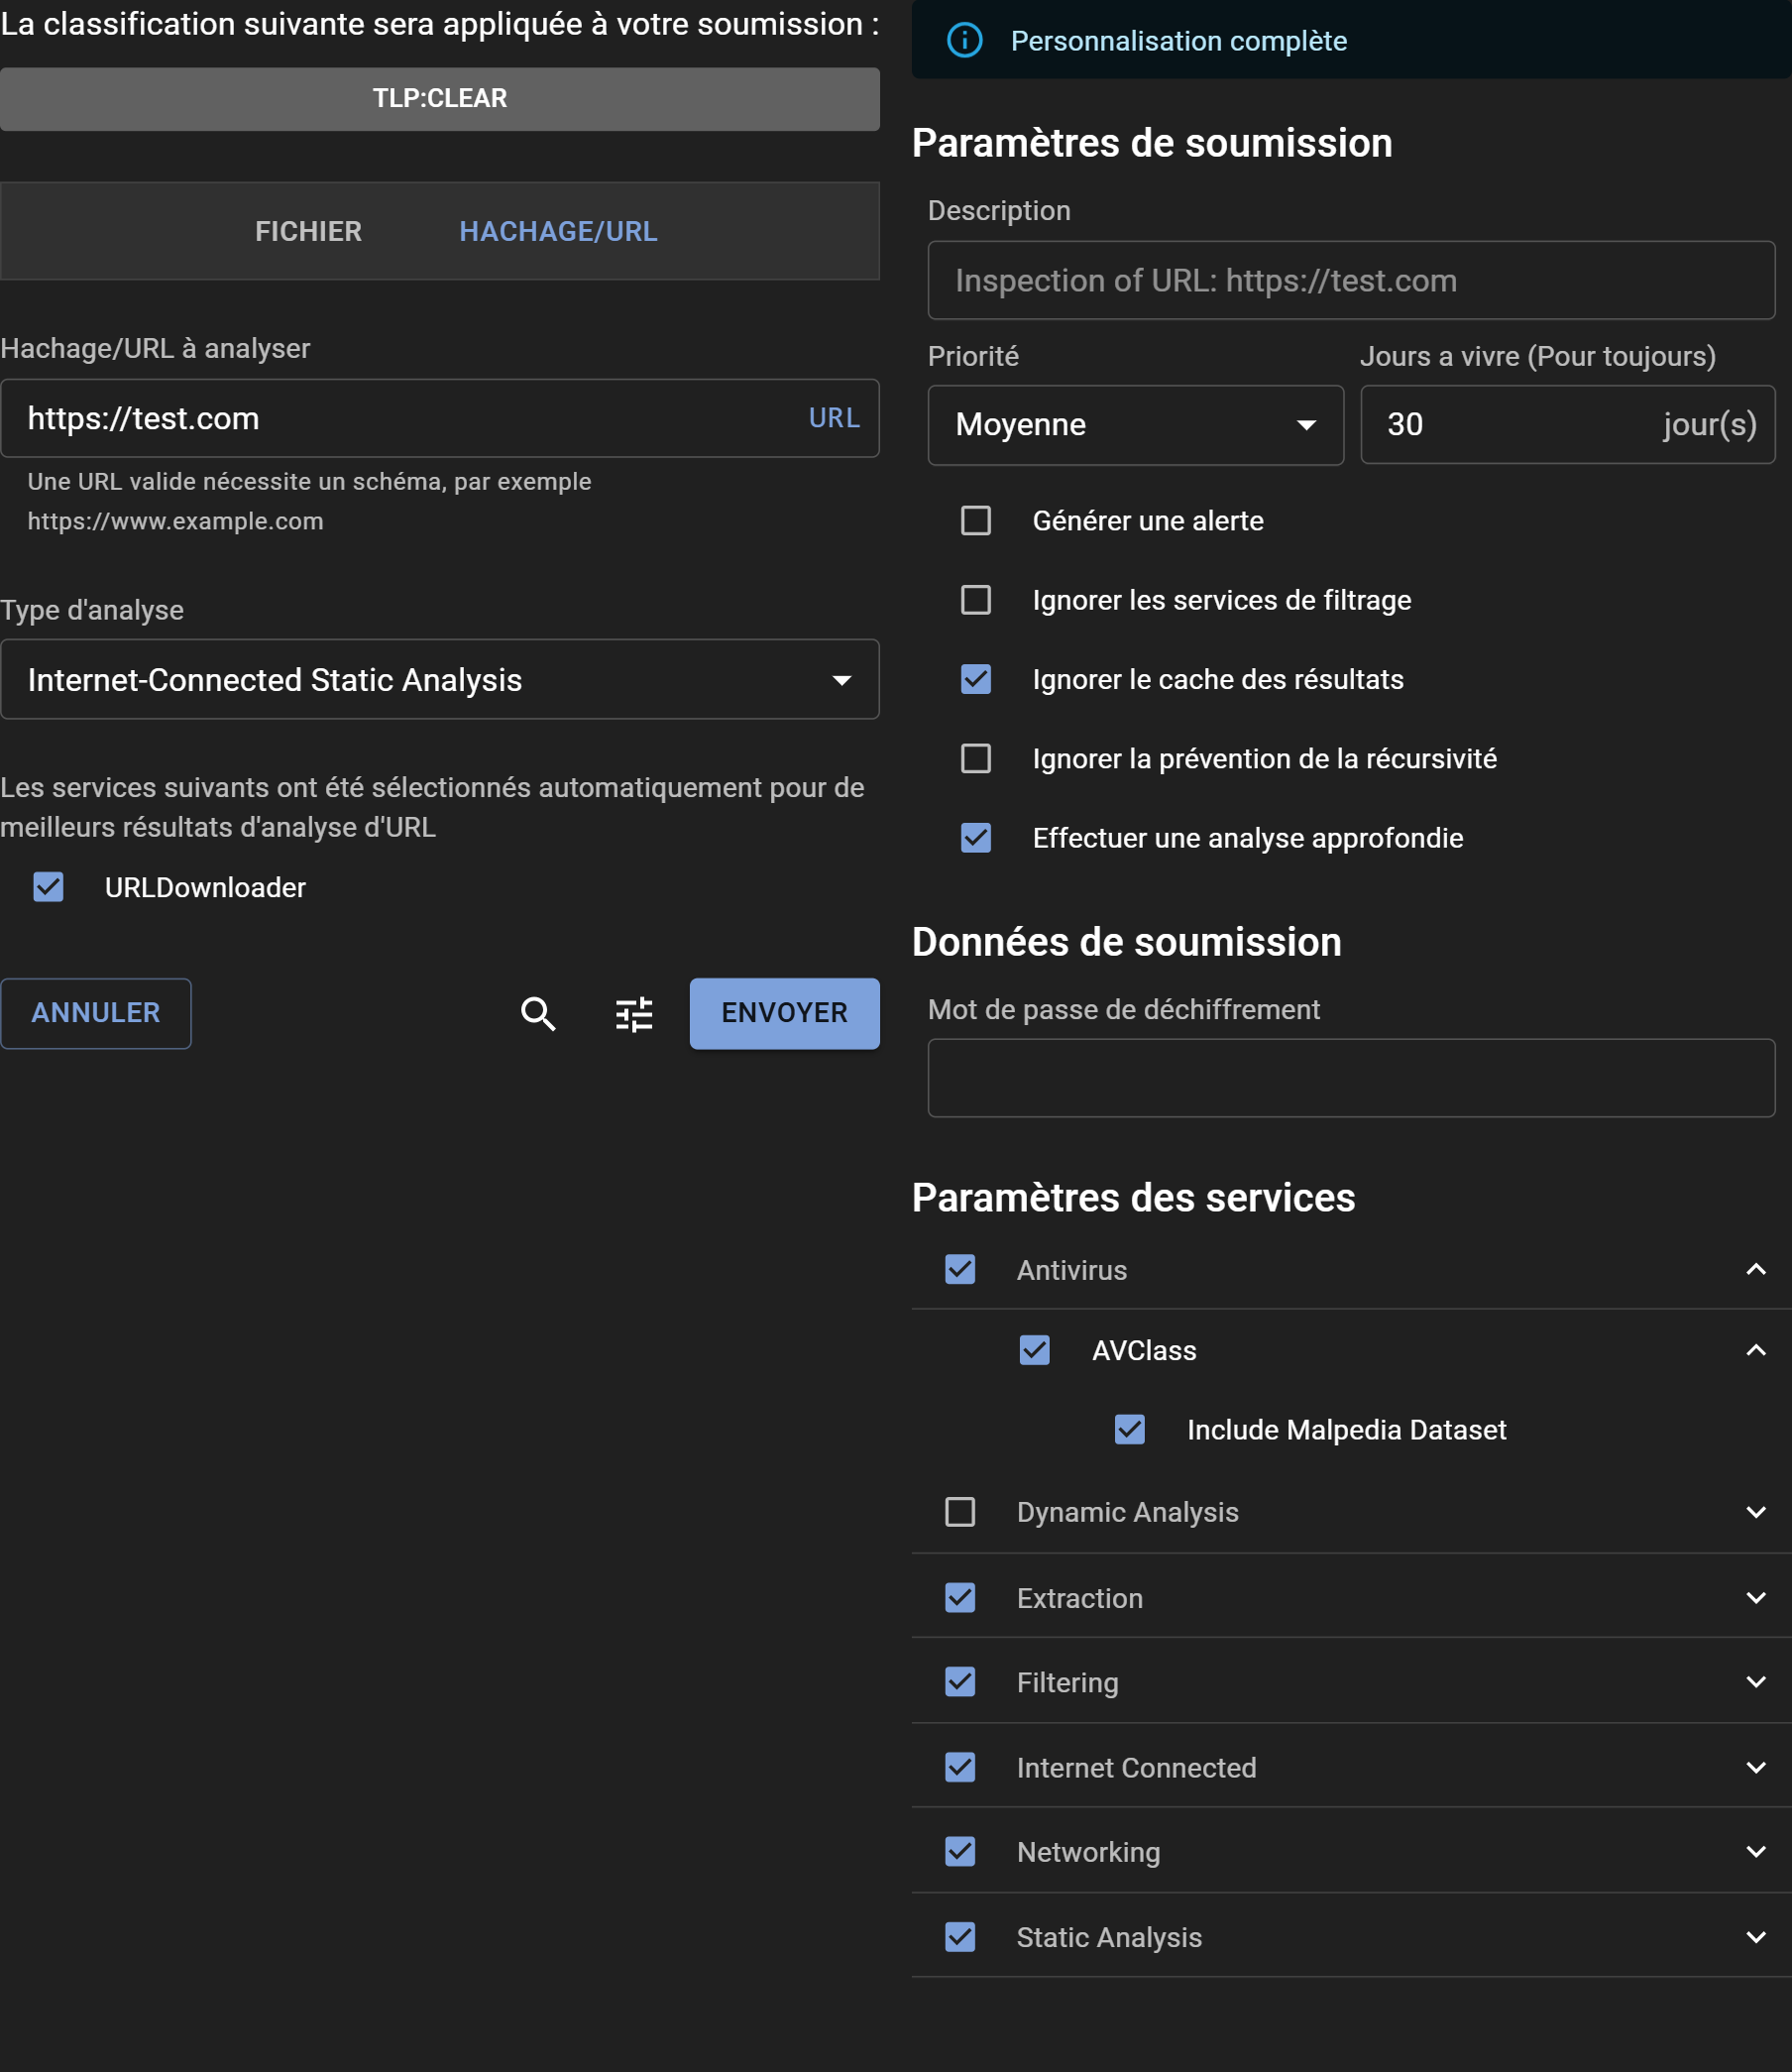 La classification suivante sera appliquée à votre soumission :
TLP:CLEAR
FICHIER
HACHAGE/URL
Hachage/URL à analyser
https://test.com
URL
Une URL valide nécessite un schéma, par exemple
https://www.example.com
Type d'analyse
Internet-Connected Static Analysis
Les services suivants ont été sélectionnés automatiquement pour de
meilleurs résultats d'analyse d'URL
URLDownloader
ANNULER
ENVOYER
Personnalisation complète
Paramètres de soumission
Description
Inspection of URL: https://test.com
Priorité
Jours a vivre (Pour toujours)
Moyenne
30
jour(s)
Générer une alerte
Ignorer les services de filtrage
Ignorer le cache des résultats
Ignorer la prévention de la récursivité
Effectuer une analyse approfondie
Données de soumission
Mot de passe de déchiffrement
Paramètres des services
Antivirus
AVClass
Include Malpedia Dataset
Dynamic Analysis
Extraction
Filtering
Internet Connected
Networking
Static Analysis